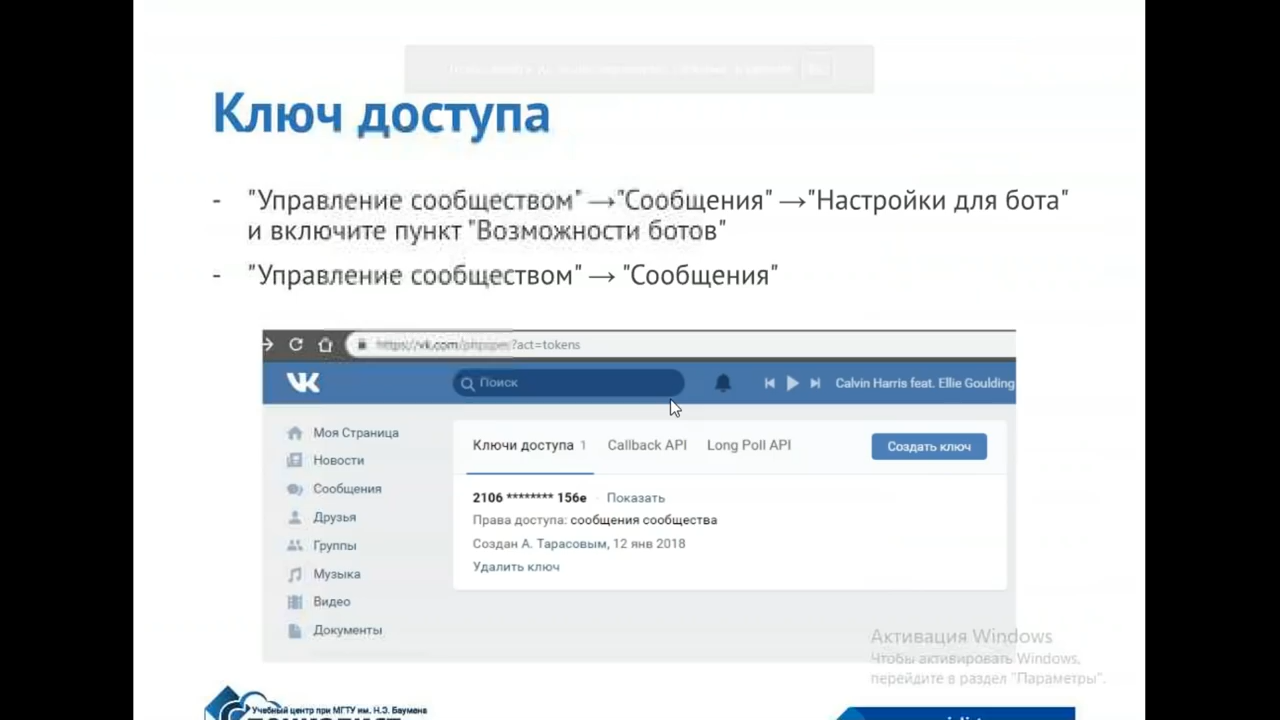 Ключ доступа
- "Управление сообществом" →"Сообщения" →"Настройки для бота"
и включите пункт "Возможности ботов"
- "Управление сообществом" → "Сообщения"
https://vk.com/ ?act=tokens
Поиск
Calvin Harris feat. Ellie Goulding
Моя Страница
Новости
Сообщения
Друзья
Группы
Музыка
Видео
Документы
Ключи доступа 1 Callback API Long Poll API Создать ключ
2106 ******** 156e · Показать
Права доступа: сообщения сообщества
Создан А. Тарасовым, 12 янв 2018
Удалить ключ
Активация Windows
Чтобы активировать Windows,
перейдите в раздел "Параметры".
Учебный центр при МГТУ им. Н.Э. Баумана